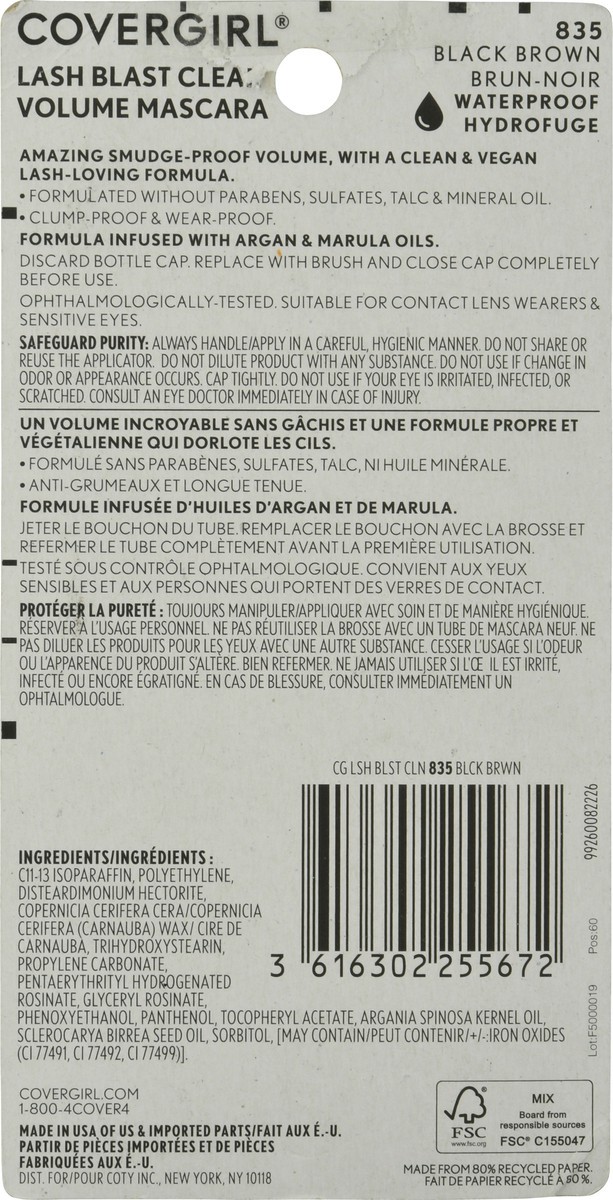 COVERGIRL®
LASH BLAST CLEA
VOLUME MASCARA
835
BLACK BROWN
BRUN-NOIR
WATERPROOF
HYDROFUGE
AMAZING SMUDGE-PROOF VOLUME, WITH A CLEAN & VEGAN
LASH-LOVING FORMULA.
• FORMULATED WITHOUT PARABENS, SULFATES, TALC & MINERAL OIL.
• CLUMP-PROOF & WEAR-PROOF.
FORMULA INFUSED WITH ARGAN & MARULA OILS.
DISCARD BOTTLE CAP. REPLACE WITH BRUSH AND CLOSE CAP COMPLETELY
BEFORE USE.
OPHTHALMOLOGICALLY-TESTED. SUITABLE FOR CONTACT LENS WEARERS &
SENSITIVE EYES.
SAFEGUARD PURITY: ALWAYS HANDLE/APPLY IN A CAREFUL, HYGIENIC MANNER. DO NOT SHARE OR
REUSE THE APPLICATOR. DO NOT DILUTE PRODUCT WITH ANY SUBSTANCE. DO NOT USE IF CHANGE IN
ODOR OR APPEARANCE OCCURS. CAP TIGHTLY. DO NOT USE IF YOUR EYE IS IRRITATED, INFECTED, OR
SCRATCHED. CONSULT AN EYE DOCTOR IMMEDIATELY IN CASE OF INJURY.
UN VOLUME INCROYABLE SANS GÂCHIS ET UNE FORMULE PROPRE ET
VÉGÉTALIENNE QUI DORLOTE LES CILS.
• FORMULÉ SANS PARABÈNES, SULFATES, TALC, NI HUILE MINÉRALE.
• ANTI-GRUMEAUX ET LONGUE TENUE.
FORMULE INFUSÉE D'HUILES D'ARGAN ET DE MARULA.
JETER LE BOUCHON DU TUBE. REMPLACER LE BOUCHON AVEC LA BROSSE ET
REFERMER LE TUBE COMPLÈTEMENT AVANT LA PREMIÈRE UTILISATION.
TESTÉ SOUS CONTRÔLE OPHTALMOLOGIQUE. CONVIENT AUX YEUX
SENSIBLES ET AUX PERSONNES QUI PORTENT DES VERRES DE CONTACT.
PROTÉGER LA PURETÉ : TOUJOURS MANIPULER/APPLIQUER AVEC SOIN ET DE MANIÈRE HYGIÉNIQUE.
RÉSERVER À L'USAGE PERSONNEL. NE PAS RÉUTILISER LA BROSSE AVEC UN TUBE DE MASCARA NEUF. NE
PAS DILUER LES PRODUITS POUR LES YEUX AVEC UNE AUTRE SUBSTANCE. CESSER L'USAGE SI L'ODEUR
OU L'APPARENCE DU PRODUIT S'ALTÈRE. BIEN REFERMER. NE JAMAIS UTILISER SI L'Œ IL EST IRRITÉ,
INFECTÉ OU ENCORE ÉGRATIGNÉ. EN CAS DE BLESSURE, CONSULTER IMMÉDIATEMENT UN
OPHTALMOLOGUE.
CG LSH BLST CLN 835 BLCK BRWN
3 616302 255672
99260082226
Pos:60
Lot:F5000019
INGREDIENTS/INGRÉDIENTS :
C11-13 ISOPARAFFIN, POLYETHYLENE,
DISTEARDIMONIUM HECTORITE,
COPERNICIA CERIFERA CERA/COPERNICIA
CERIFERA (CARNAUBA) WAX/ CIRE DE
CARNAUBA, TRIHYDROXYSTEARIN,
PROPYLENE CARBONATE,
PENTAERYTHRITYL HYDROGENATED
ROSINATE, GLYCERYL ROSINATE,
PHENOXYETHANOL, PANTHENOL, TOCOPHERYL ACETATE, ARGANIA SPINOSA KERNEL OIL,
SCLEROCARYA BIRREA SEED OIL, SORBITOL, [MAY CONTAIN/PEUT CONTENIR/+/-:IRON OXIDES
(CI 77491, CI 77492, CI 77499)].
COVERGIRL.COM
1-800-4COVER4
MADE IN USA OF US & IMPORTED PARTS/FAIT AUX É.-U.
PARTIR DE PIÈCES IMPORTÉES ET DE PIÈCES
FABRIQUÉES AUX É.-U.
DIST. FOR/POUR COTY INC., NEW YORK, NY 10118
FSC
www.fsc.org
MIX
Board from
responsible sources
FSC® C155047
MADE FROM 80% RECYCLED PAPER.
FAIT DE PAPIER RECYCLÉ À 80 %.